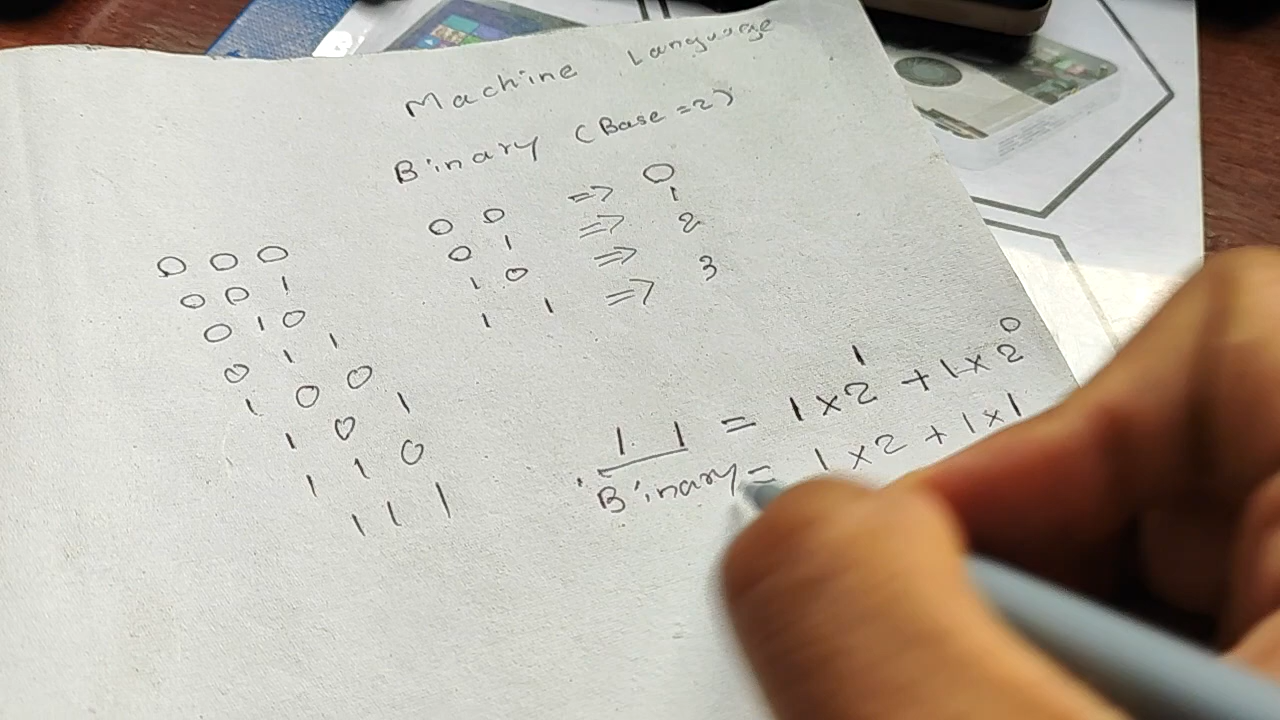 Machine Language
Binary (Base = 2)
0 0 => 0
0 1 => 1
1 0 => 2
1 1 => 3
0 0 0
0 0 1
0 1 0
0 1 1
1 0 0
1 0 1
1 1 0
1 1 1
1 1 = 1 × 2¹ + 1 × 2⁰
Binary = 1 × 2 + 1 × 1